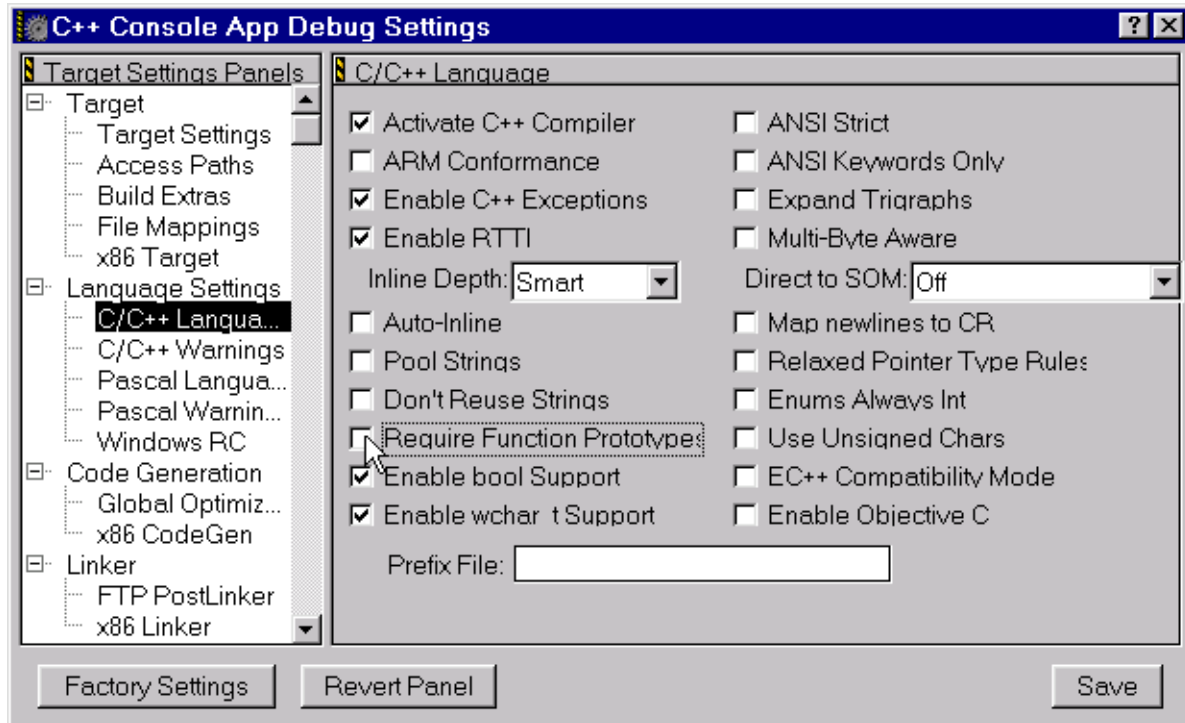 C++ Console App Debug Settings
Target Settings Panels
Target
Target Settings
Access Paths
Build Extras
File Mappings
x86 Target
Language Settings
C/C++ Langua...
C/C++ Warnings
Pascal Langua...
Pascal Warnin...
Windows RC
Code Generation
Global Optimiz...
x86 CodeGen
Linker
FTP PostLinker
x86 Linker
C/C++ Language
Activate C++ Compiler
ARM Conformance
Enable C++ Exceptions
Enable RTTI
Inline Depth: Smart
Auto-Inline
Pool Strings
Don't Reuse Strings
Require Function Prototypes
Enable bool Support
Enable wchar_t Support
ANSI Strict
ANSI Keywords Only
Expand Trigraphs
Multi-Byte Aware
Direct to SOM: Off
Map newlines to CR
Relaxed Pointer Type Rules
Enums Always Int
Use Unsigned Chars
EC++ Compatibility Mode
Enable Objective C
Prefix File:
Factory Settings
Revert Panel
Save